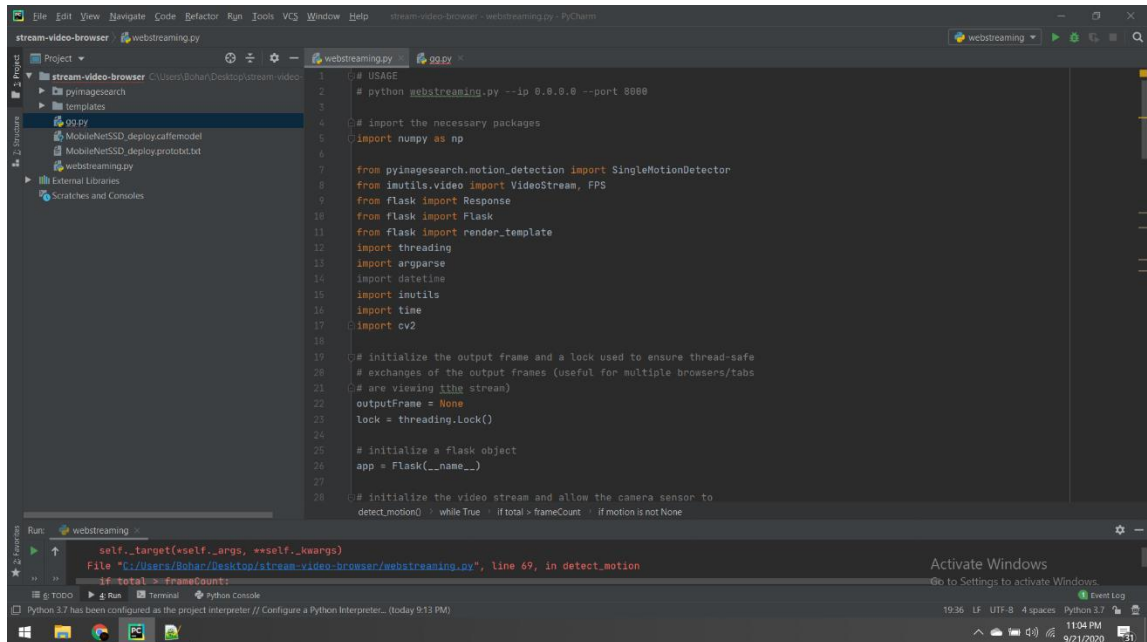 File Edit View Navigate Code Refactor Run Tools VCS Window Help stream-video-browser - webstreaming.py - PyCharm
stream-video-browser webstreaming.py webstreaming
1: Project
Project
webstreaming.py
gg.py
stream-video-browser C:\Users\Bohar\Desktop\stream-video-
pyimagesearch
templates
gg.py
MobileNetSSD_deploy.caffemodel
MobileNetSSD_deploy.prototxt.txt
webstreaming.py
External Libraries
Scratches and Consoles
Z: Structure
2: Favorites
1 # USAGE
2 # python webstreaming.py --ip 0.0.0.0 --port 8000
3
4 # import the necessary packages
5 import numpy as np
6
7 from pyimagesearch.motion_detection import SingleMotionDetector
8 from imutils.video import VideoStream, FPS
9 from flask import Response
10 from flask import Flask
11 from flask import render_template
12 import threading
13 import argparse
14 import datetime
15 import imutils
16 import time
17 import cv2
18
19 # initialize the output frame and a lock used to ensure thread-safe
20 # exchanges of the output frames (useful for multiple browsers/tabs
21 # are viewing tthe stream)
22 outputFrame = None
23 lock = threading.Lock()
24
25 # initialize a flask object
26 app = Flask(__name__)
27
28 # initialize the video stream and allow the camera sensor to
detect_motion() › while True › if total > frameCount › if motion is not None
Run: webstreaming
self._target(*self._args, **self._kwargs)
File "C:/Users/Bohar/Desktop/stream-video-browser/webstreaming.py", line 69, in detect_motion
if total > frameCount:
Activate Windows
Go to Settings to activate Windows.
6: TODO 4: Run Terminal Python Console 1 Event Log
Python 3.7 has been configured as the project interpreter // Configure a Python Interpreter... (today 9:13 PM) 19:36 LF UTF-8 4 spaces Python 3.7
11:04 PM
9/21/2020